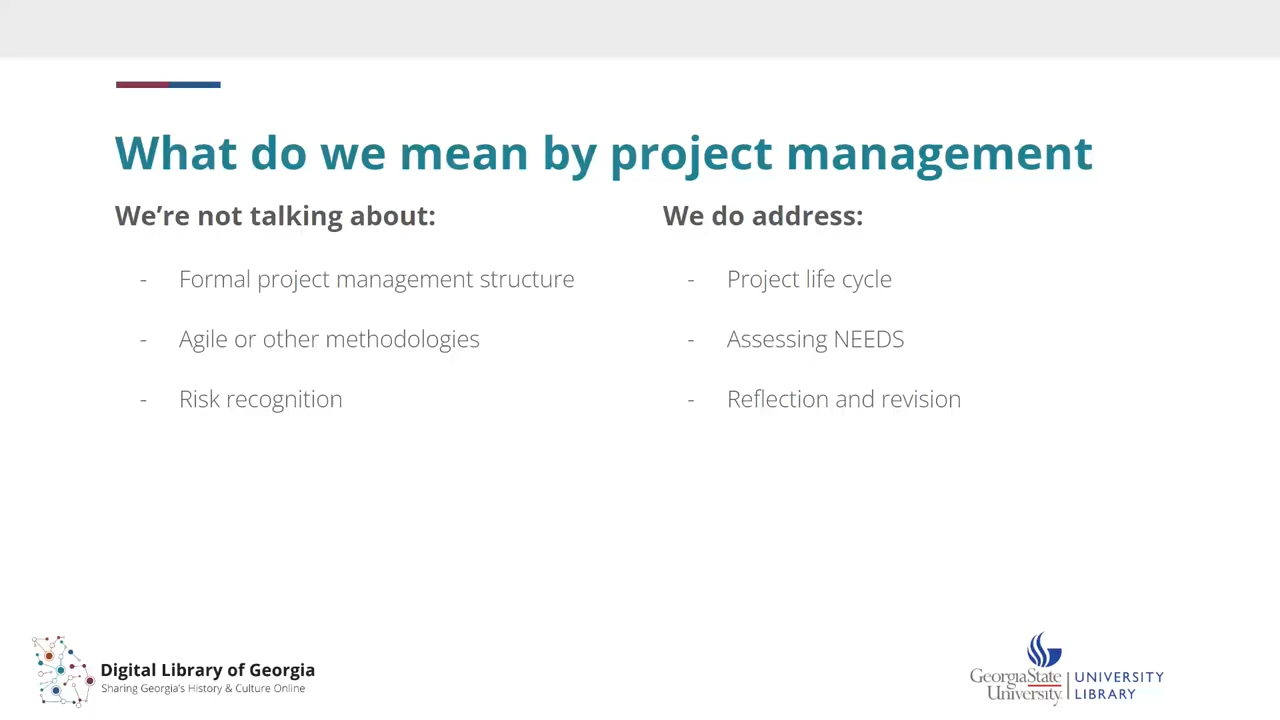 What do we mean by project management
We’re not talking about:
- Formal project management structure
- Agile or other methodologies
- Risk recognition
We do address:
- Project life cycle
- Assessing NEEDS
- Reflection and revision
Digital Library of Georgia
Sharing Georgia's History & Culture Online
GeorgiaState
University
UNIVERSITY
LIBRARY